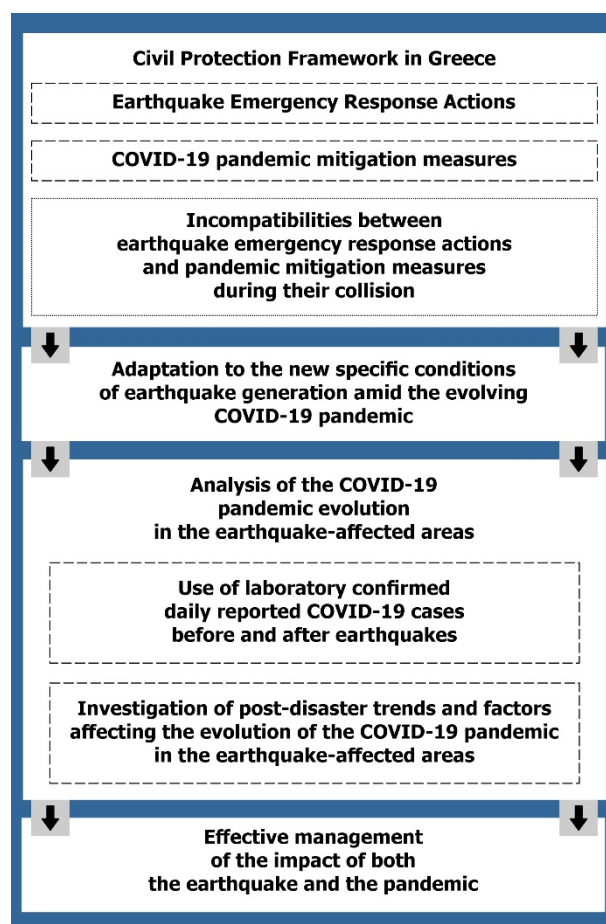 Civil Protection Framework in Greece
Earthquake Emergency Response Actions
COVID-19 pandemic mitigation measures
Incompatibilities between
earthquake emergency response actions
and pandemic mitigation measures
during their collision
Adaptation to the new specific conditions
of earthquake generation amid the evolving
COVID-19 pandemic
Analysis of the COVID-19
pandemic evolution
in the earthquake-affected areas
Use of laboratory confirmed
daily reported COVID-19 cases
before and after earthquakes
Investigation of post-disaster trends and factors
affecting the evolution of the COVID-19 pandemic
in the earthquake-affected areas
Effective management
of the impact of both
the earthquake and the pandemic